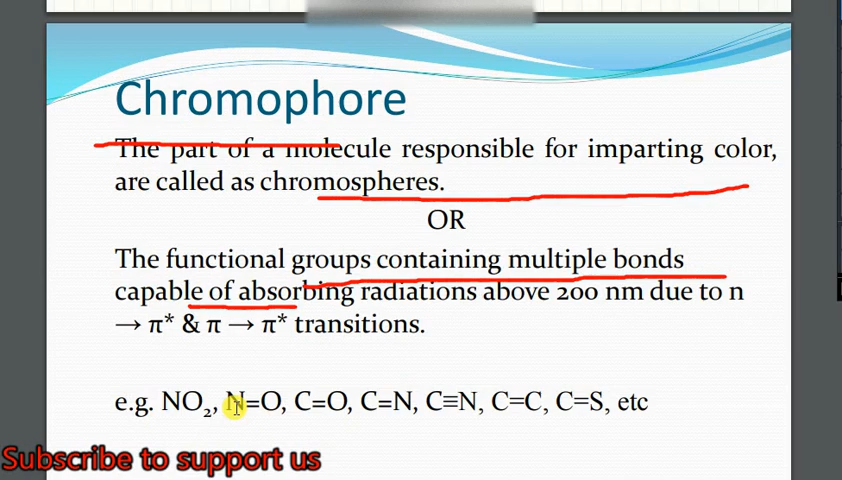 Chromophore
The part of a molecule responsible for imparting color,
are called as chromospheres.
OR
The functional groups containing multiple bonds
capable of absorbing radiations above 200 nm due to n
→ π* & π → π* transitions.
e.g. NO₂, N=O, C=O, C=N, C≡N, C=C, C=S, etc
Subscribe to support us